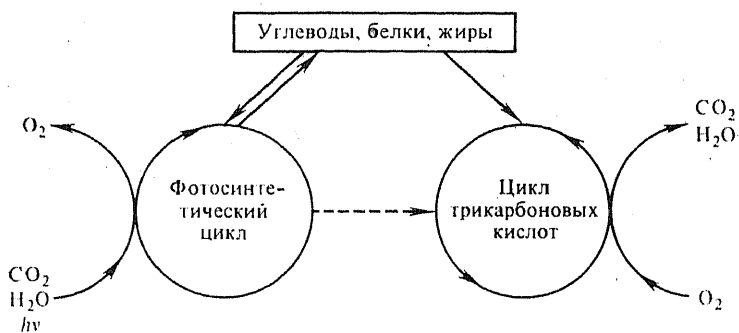 Углеводы, белки, жиры
O₂
CO₂
H₂O
Фотосинте-
тический
цикл
Цикл
трикарбоновых
кислот
CO₂
H₂O
hν
O₂